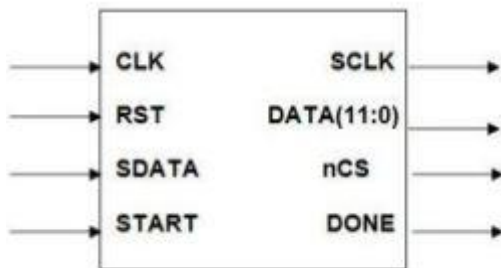 CLK SCLK
RST DATA(11:0)
SDATA nCS
START DONE